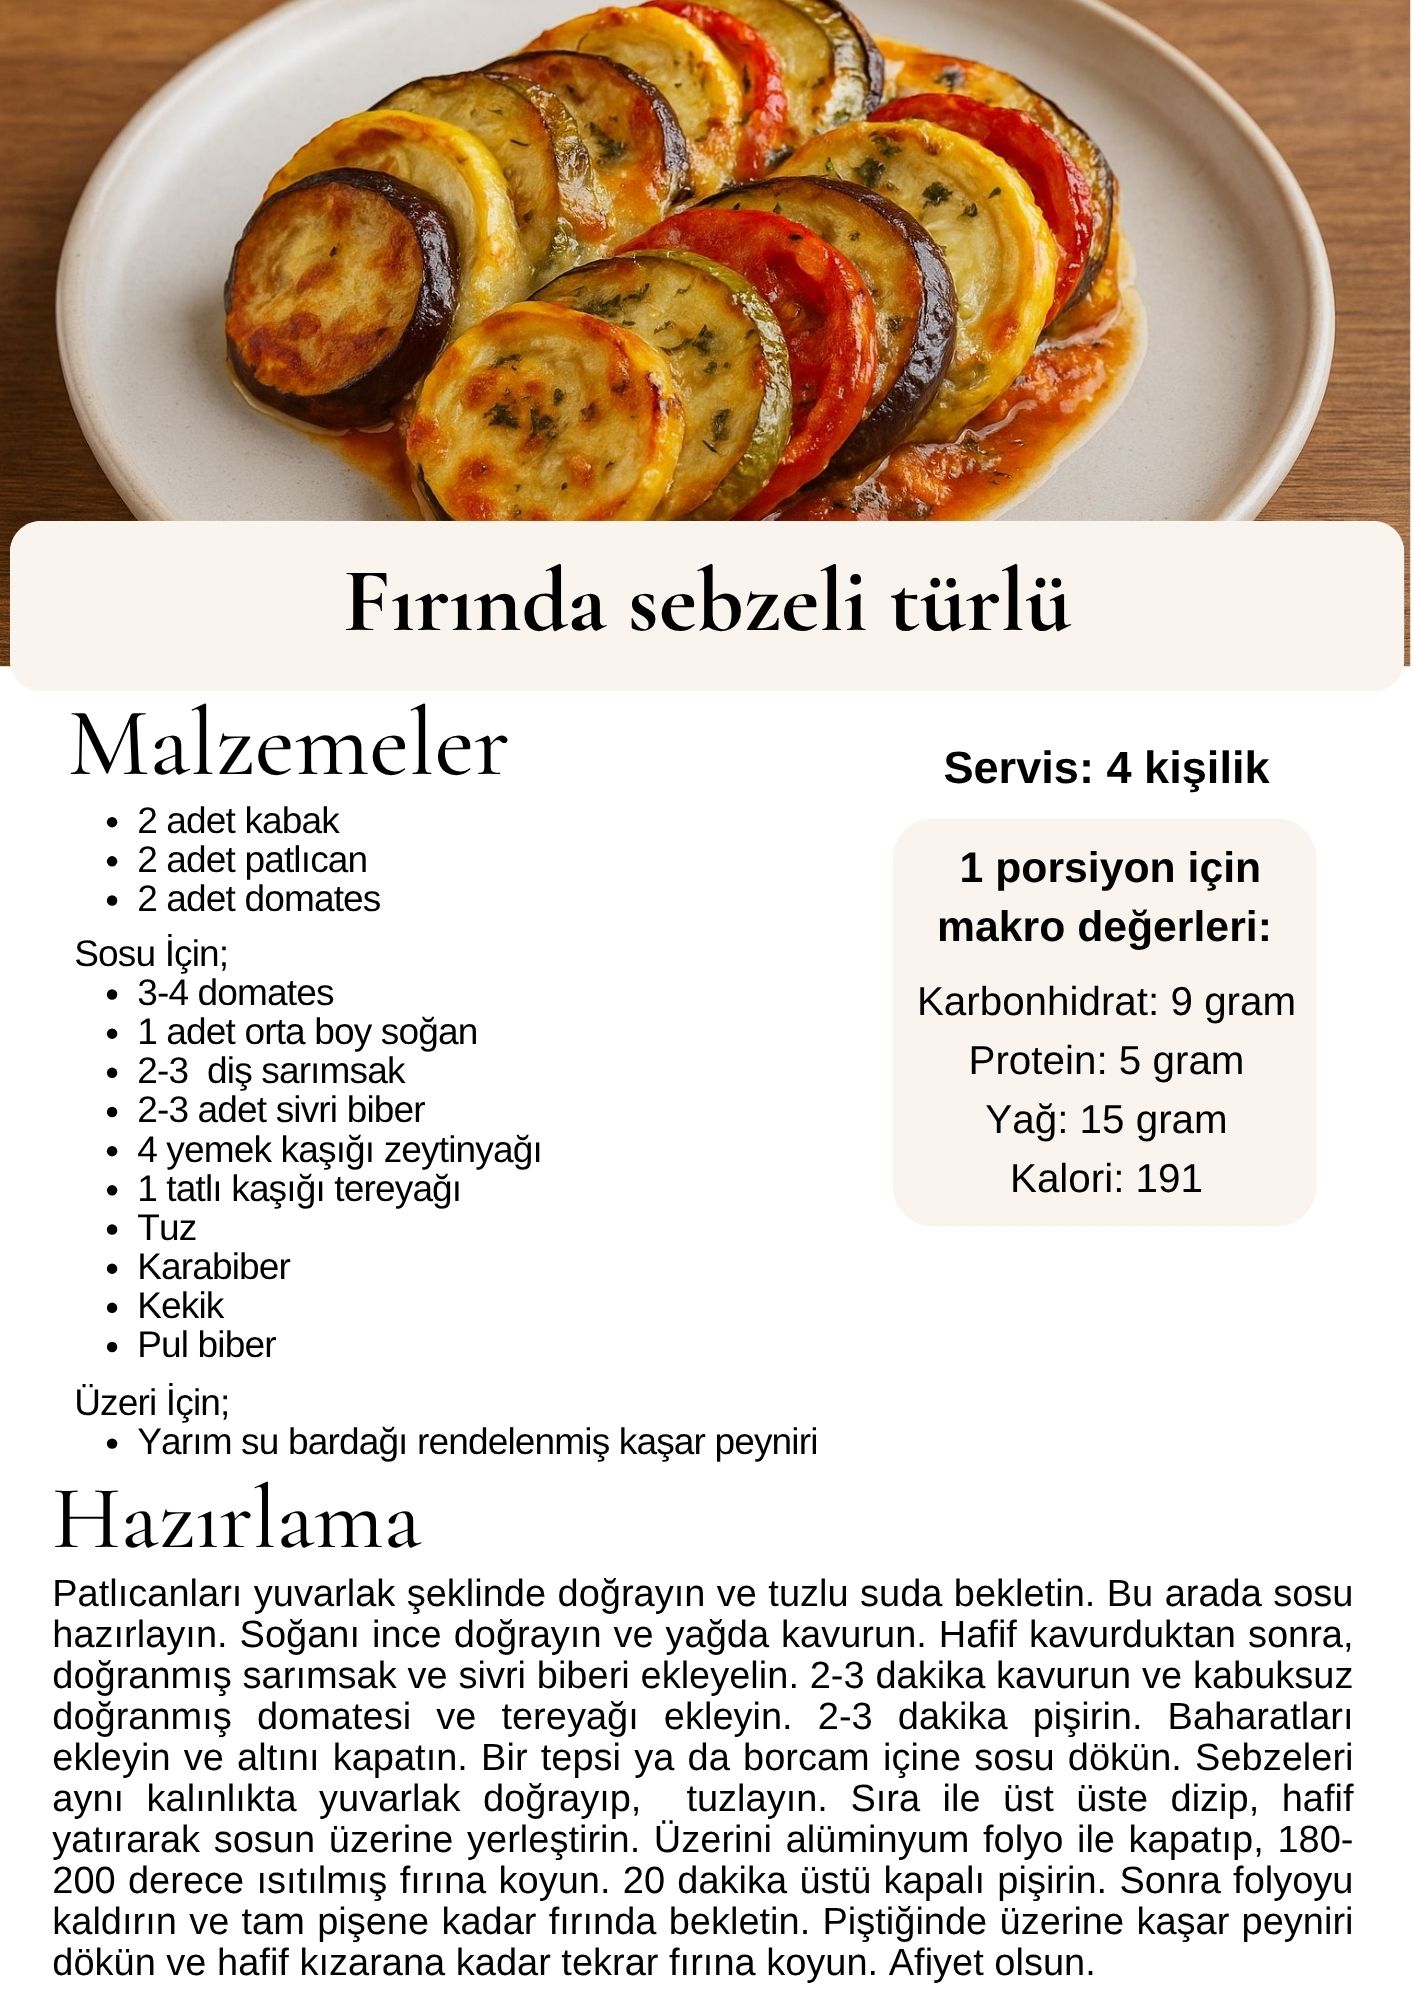 Fırında sebzeli türlü
Malzemeler
• 2 adet kabak
• 2 adet patlıcan
• 2 adet domates
Sosu İçin;
• 3-4 domates
• 1 adet orta boy soğan
• 2-3  diş sarımsak
• 2-3 adet sivri biber
• 4 yemek kaşığı zeytinyağı
• 1 tatlı kaşığı tereyağı
• Tuz
• Karabiber
• Kekik
• Pul biber
Üzeri İçin;
• Yarım su bardağı rendelenmiş kaşar peyniri
Servis: 4 kişilik
1 porsiyon için
makro değerleri:
Karbonhidrat: 9 gram
Protein: 5 gram
Yağ: 15 gram
Kalori: 191
Hazırlama
Patlıcanları yuvarlak şeklinde doğrayın ve tuzlu suda bekletin. Bu arada sosu
hazırlayın. Soğanı ince doğrayın ve yağda kavurun. Hafif kavurduktan sonra,
doğranmış sarımsak ve sivri biberi ekleyelin. 2-3 dakika kavurun ve kabuksuz
doğranmış domatesi ve tereyağı ekleyin. 2-3 dakika pişirin. Baharatları
ekleyin ve altını kapatın. Bir tepsi ya da borcam içine sosu dökün. Sebzeleri
aynı kalınlıkta yuvarlak doğrayıp,  tuzlayın. Sıra ile üst üste dizip, hafif
yatırarak sosun üzerine yerleştirin. Üzerini alüminyum folyo ile kapatıp, 180-
200 derece ısıtılmış fırına koyun. 20 dakika üstü kapalı pişirin. Sonra folyoyu
kaldırın ve tam pişene kadar fırında bekletin. Piştiğinde üzerine kaşar peyniri
dökün ve hafif kızarana kadar tekrar fırına koyun. Afiyet olsun.